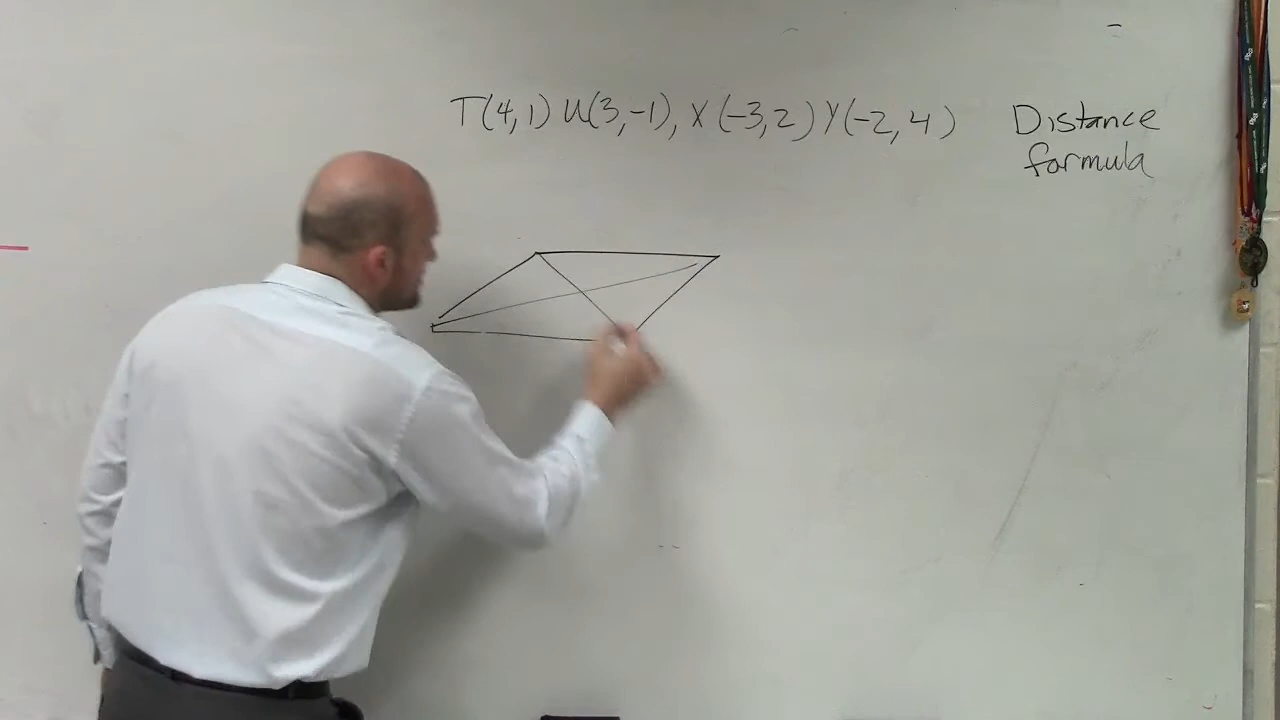 T(4,1) U(3,-1), X(-3,2) Y(-2,4)
Distance
formula